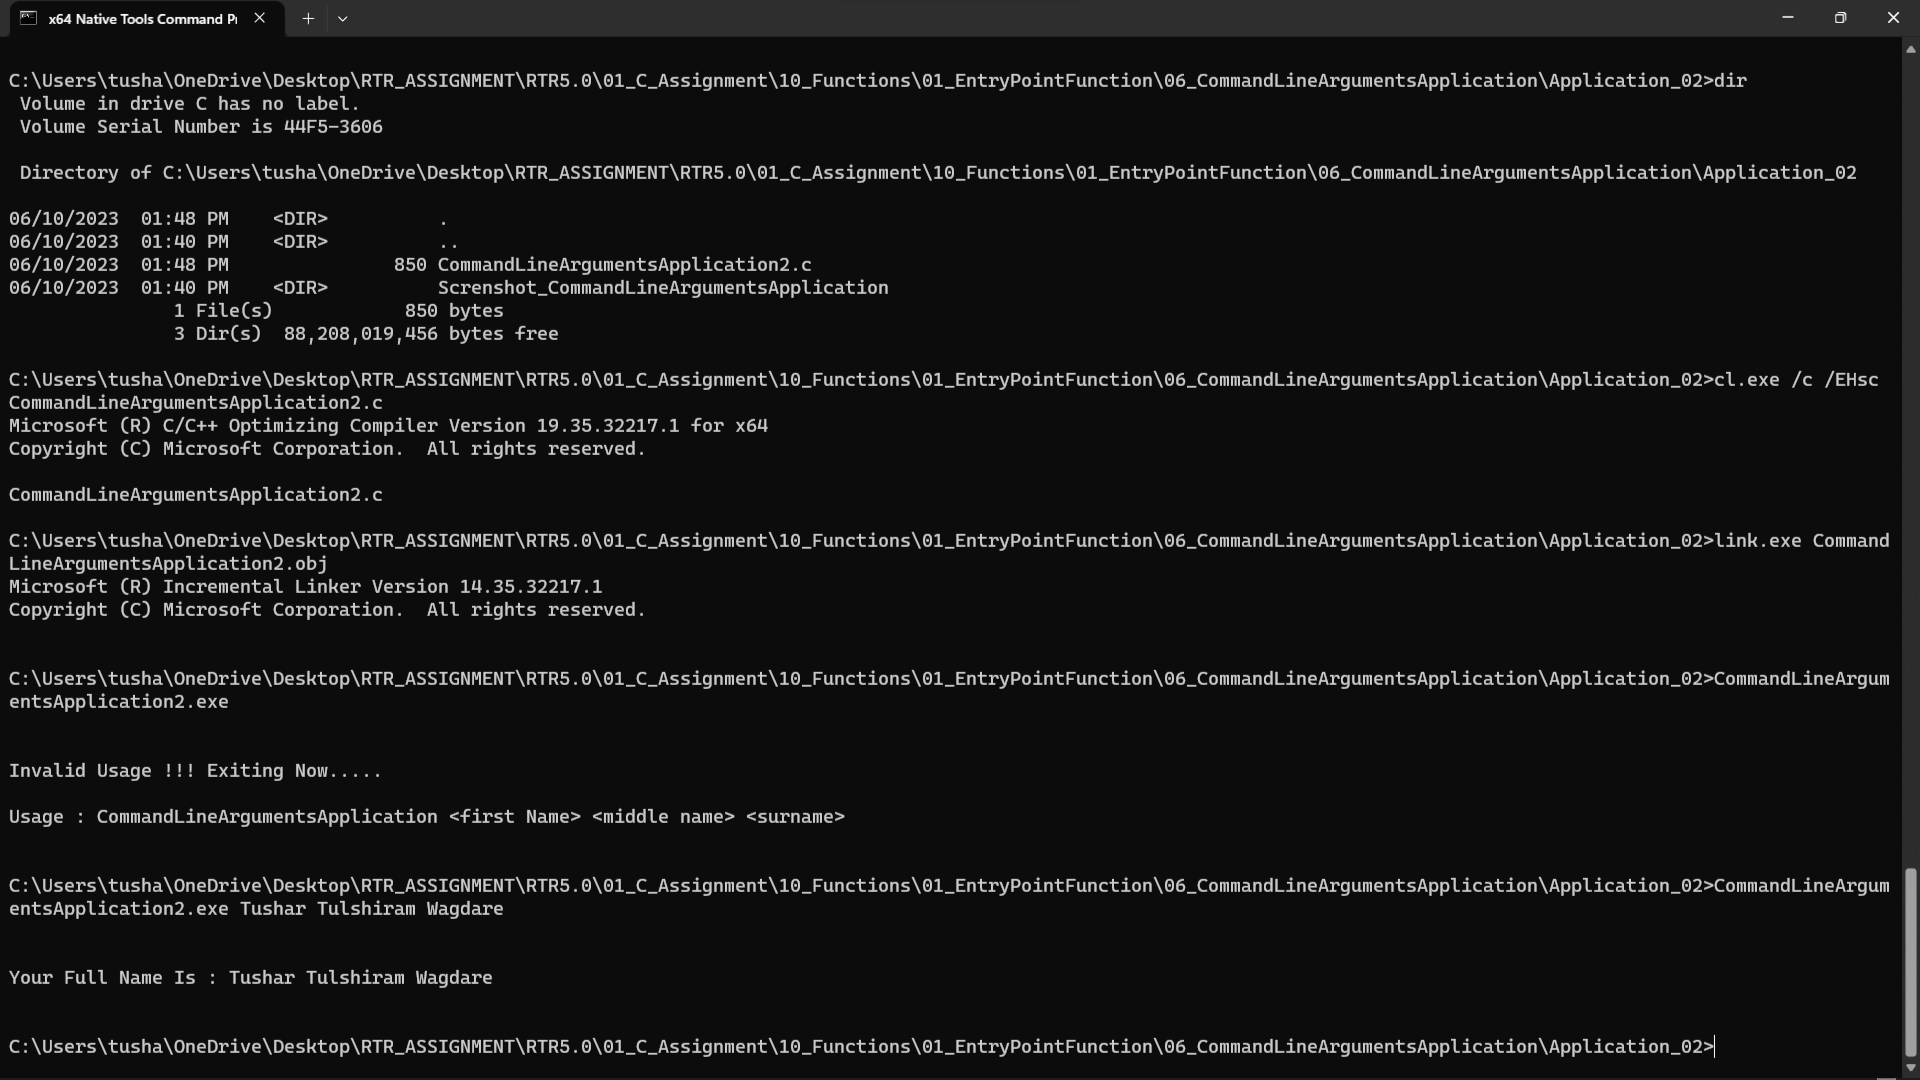 x64 Native Tools Command P
C:\Users\tusha\OneDrive\Desktop\RTR_ASSIGNMENT\RTR5.0\01_C_Assignment\10_Functions\01_EntryPointFunction\06_CommandLineArgumentsApplication\Application_02>dir
Volume in drive C has no label.
Volume Serial Number is 44F5-3606
Directory of C:\Users\tusha\OneDrive\Desktop\RTR_ASSIGNMENT\RTR5.0\01_C_Assignment\10_Functions\01_EntryPointFunction\06_CommandLineArgumentsApplication\Application_02
06/10/2023  01:48 PM    <DIR>          .
06/10/2023  01:40 PM    <DIR>          ..
06/10/2023  01:48 PM               850 CommandLineArgumentsApplication2.c
06/10/2023  01:40 PM    <DIR>          Screnshot_CommandLineArgumentsApplication
1 File(s)            850 bytes
3 Dir(s)  88,208,019,456 bytes free
C:\Users\tusha\OneDrive\Desktop\RTR_ASSIGNMENT\RTR5.0\01_C_Assignment\10_Functions\01_EntryPointFunction\06_CommandLineArgumentsApplication\Application_02>cl.exe /c /EHsc
CommandLineArgumentsApplication2.c
Microsoft (R) C/C++ Optimizing Compiler Version 19.35.32217.1 for x64
Copyright (C) Microsoft Corporation.  All rights reserved.
CommandLineArgumentsApplication2.c
C:\Users\tusha\OneDrive\Desktop\RTR_ASSIGNMENT\RTR5.0\01_C_Assignment\10_Functions\01_EntryPointFunction\06_CommandLineArgumentsApplication\Application_02>link.exe Command
LineArgumentsApplication2.obj
Microsoft (R) Incremental Linker Version 14.35.32217.1
Copyright (C) Microsoft Corporation.  All rights reserved.
C:\Users\tusha\OneDrive\Desktop\RTR_ASSIGNMENT\RTR5.0\01_C_Assignment\10_Functions\01_EntryPointFunction\06_CommandLineArgumentsApplication\Application_02>CommandLineArgum
entsApplication2.exe
Invalid Usage !!! Exiting Now.....
Usage : CommandLineArgumentsApplication <first Name> <middle name> <surname>
C:\Users\tusha\OneDrive\Desktop\RTR_ASSIGNMENT\RTR5.0\01_C_Assignment\10_Functions\01_EntryPointFunction\06_CommandLineArgumentsApplication\Application_02>CommandLineArgum
entsApplication2.exe Tushar Tulshiram Wagdare
Your Full Name Is : Tushar Tulshiram Wagdare
C:\Users\tusha\OneDrive\Desktop\RTR_ASSIGNMENT\RTR5.0\01_C_Assignment\10_Functions\01_EntryPointFunction\06_CommandLineArgumentsApplication\Application_02>